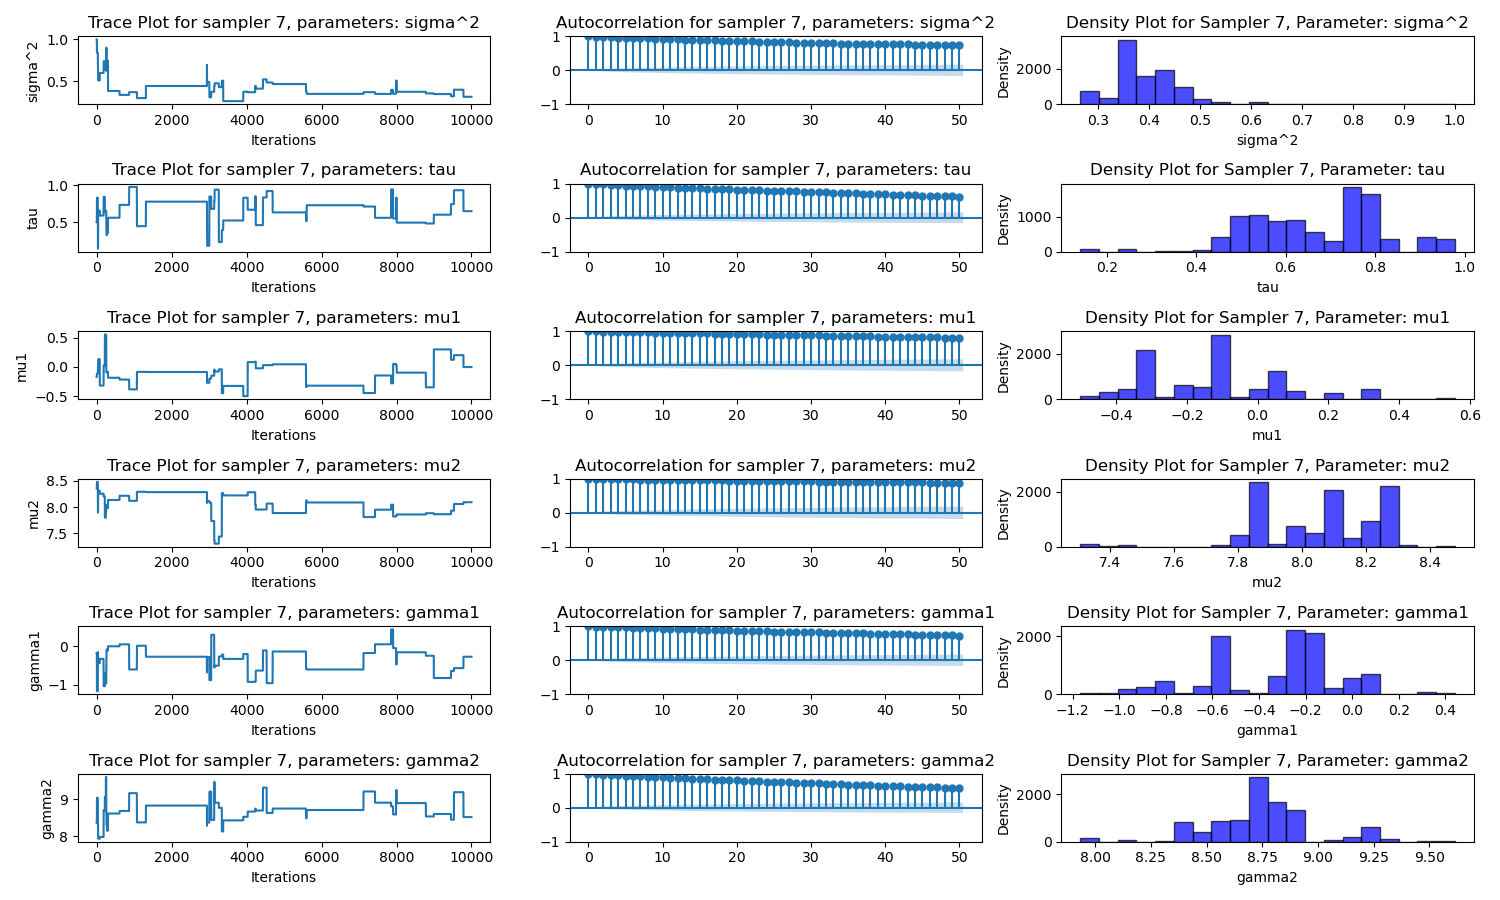 Trace Plot for sampler 7, parameters: sigma^2
Autocorrelation for sampler 7, parameters: sigma^2
Density Plot for Sampler 7, Parameter: sigma^2
sigma^2
1.0
0.5
0 2000 4000 6000 8000 10000
Iterations
1
0
−1
0 10 20 30 40 50
Density
2000
0
0.3 0.4 0.5 0.6 0.7 0.8 0.9 1.0
sigma^2
Trace Plot for sampler 7, parameters: tau
Autocorrelation for sampler 7, parameters: tau
Density Plot for Sampler 7, Parameter: tau
tau
1.0
0.5
0 2000 4000 6000 8000 10000
Iterations
1
0
−1
0 10 20 30 40 50
Density
1000
0
0.2 0.4 0.6 0.8 1.0
tau
Trace Plot for sampler 7, parameters: mu1
Autocorrelation for sampler 7, parameters: mu1
Density Plot for Sampler 7, Parameter: mu1
mu1
0.5
0.0
−0.5
0 2000 4000 6000 8000 10000
Iterations
1
0
−1
0 10 20 30 40 50
Density
2000
0
−0.4 −0.2 0.0 0.2 0.4 0.6
mu1
Trace Plot for sampler 7, parameters: mu2
Autocorrelation for sampler 7, parameters: mu2
Density Plot for Sampler 7, Parameter: mu2
mu2
8.5
8.0
7.5
0 2000 4000 6000 8000 10000
Iterations
1
0
−1
0 10 20 30 40 50
Density
2000
0
7.4 7.6 7.8 8.0 8.2 8.4
mu2
Trace Plot for sampler 7, parameters: gamma1
Autocorrelation for sampler 7, parameters: gamma1
Density Plot for Sampler 7, Parameter: gamma1
gamma1
0
−1
0 2000 4000 6000 8000 10000
Iterations
1
0
−1
0 10 20 30 40 50
Density
2000
0
−1.2 −1.0 −0.8 −0.6 −0.4 −0.2 0.0 0.2 0.4
gamma1
Trace Plot for sampler 7, parameters: gamma2
Autocorrelation for sampler 7, parameters: gamma2
Density Plot for Sampler 7, Parameter: gamma2
gamma2
9
8
0 2000 4000 6000 8000 10000
Iterations
1
0
−1
0 10 20 30 40 50
Density
2000
0
8.00 8.25 8.50 8.75 9.00 9.25 9.50
gamma2